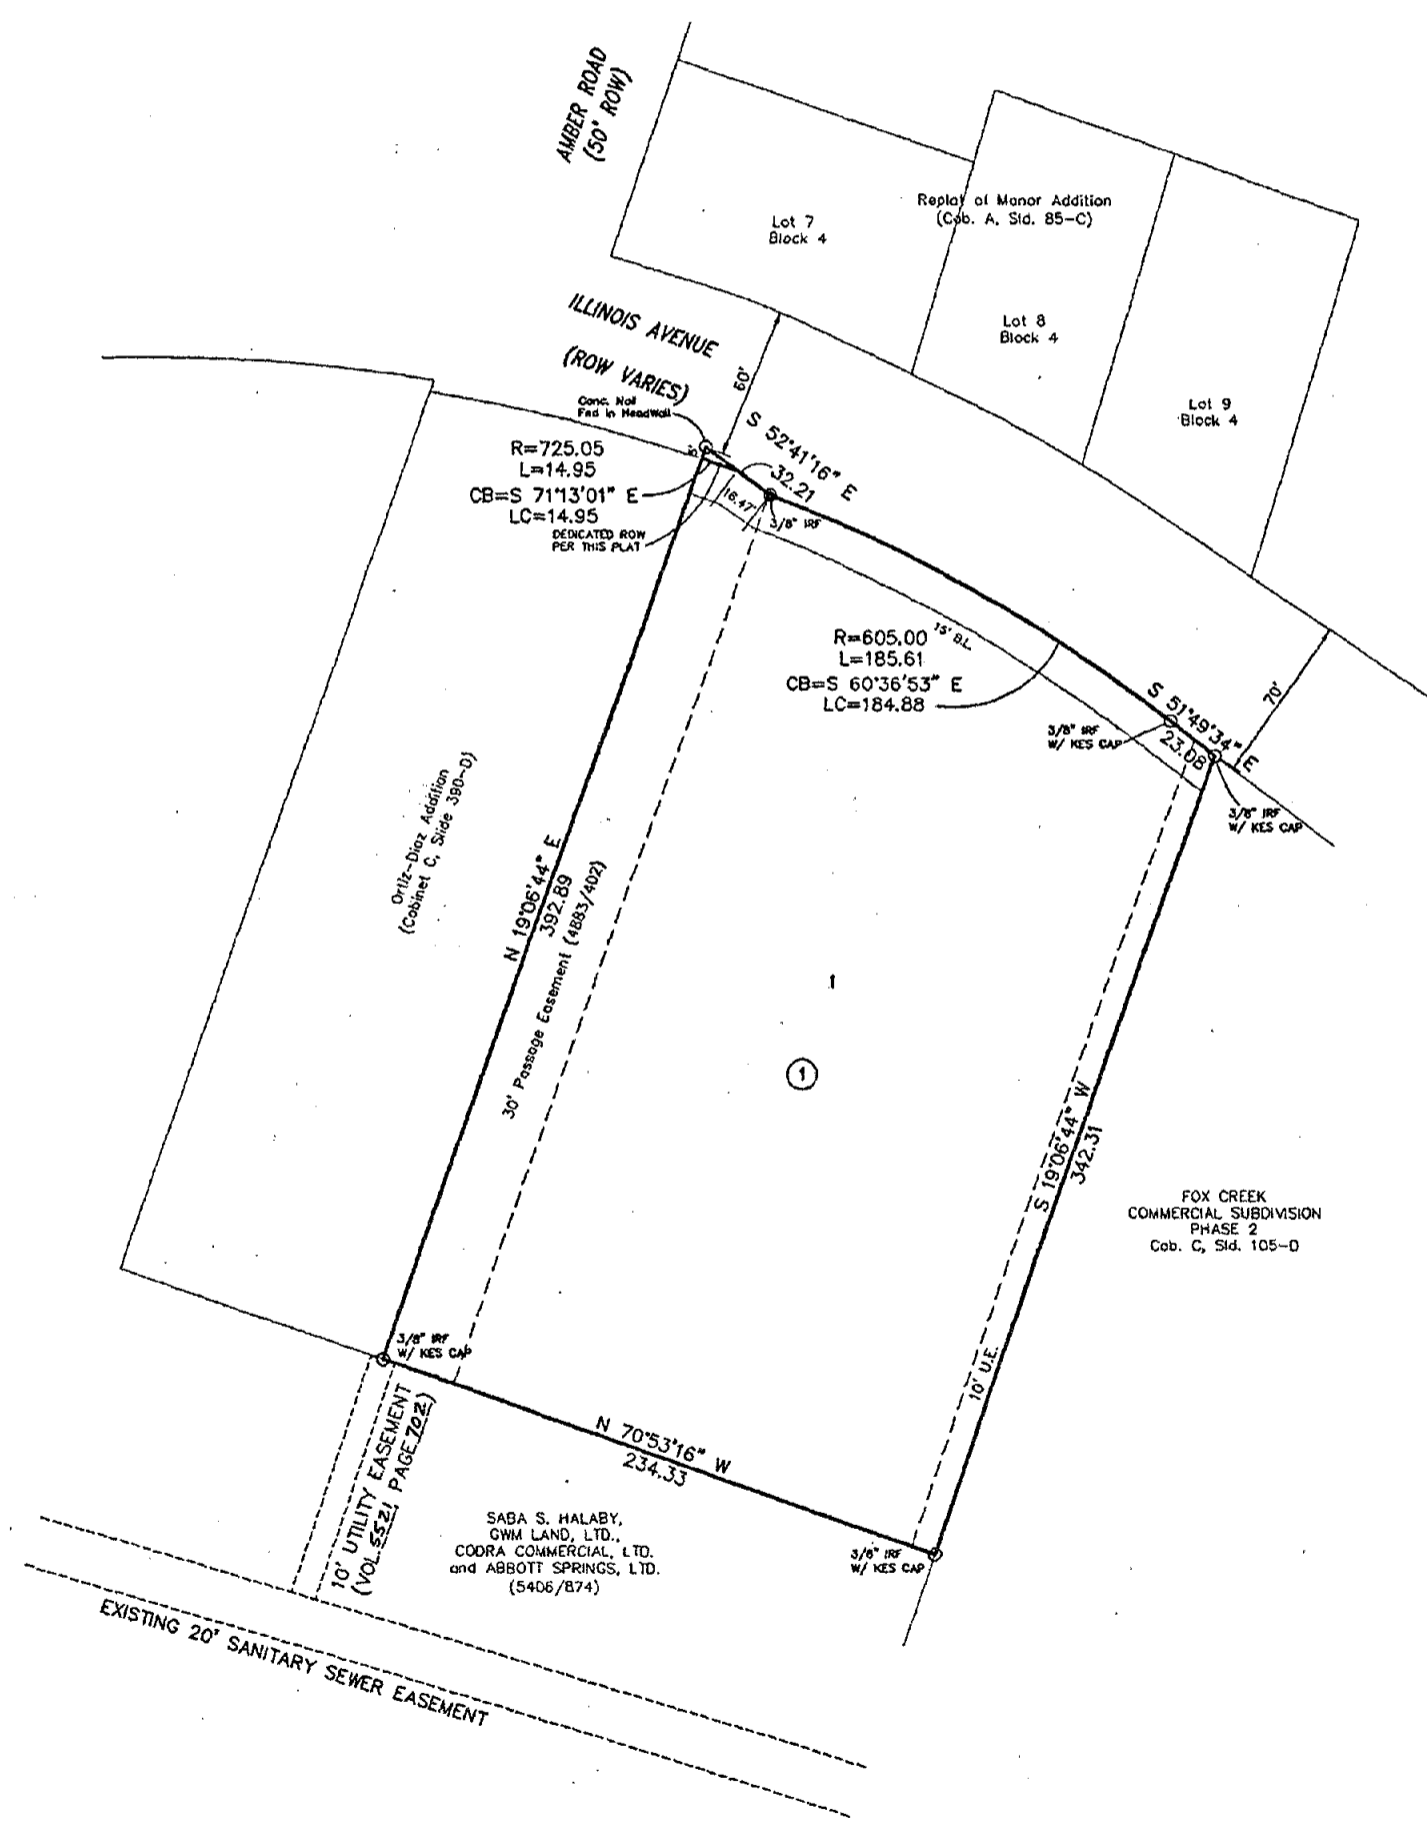 AMBER ROAD
(50' ROW)
Replat of Manor Addition
(Cab. A, Sld. 85-C)
Lot 7
Block 4
Lot 8
Block 4
Lot 9
Block 4
ILLINOIS AVENUE
(ROW VARIES)
60'
Conc. Nail
Fnd in Headwall
S 52°41'16" E
32.21
R=725.05
L=14.95
CB=S 71°13'01" E
LC=14.95
DEDICATED ROW
PER THIS PLAT
16.47'
3/8" IRF
15' B.L.
R=605.00
L=185.61
CB=S 60°36'53" E
LC=184.88
S 51°49'34" E
23.08
70'
3/8" IRF
W/ KES CAP
3/8" IRF
W/ KES CAP
Ortiz-Diaz Addition
(Cabinet C, Slide 390-D)
N 19°06'44" E
392.89
30' Passage Easement (4883/402)
1
1
S 19°06'44" W
342.31
10' U.E.
FOX CREEK
COMMERCIAL SUBDIVISION
PHASE 2
Cab. C, Sld. 105-D
3/8" IRF
W/ KES CAP
N 70°53'16" W
234.33
10' UTILITY EASEMENT
(VOL.5521, PAGE702)
SABA S. HALABY,
GWM LAND, LTD.,
CODRA COMMERCIAL, LTD.
and ABBOTT SPRINGS, LTD.
(5406/874)
3/8" IRF
W/ KES CAP
EXISTING 20' SANITARY SEWER EASEMENT